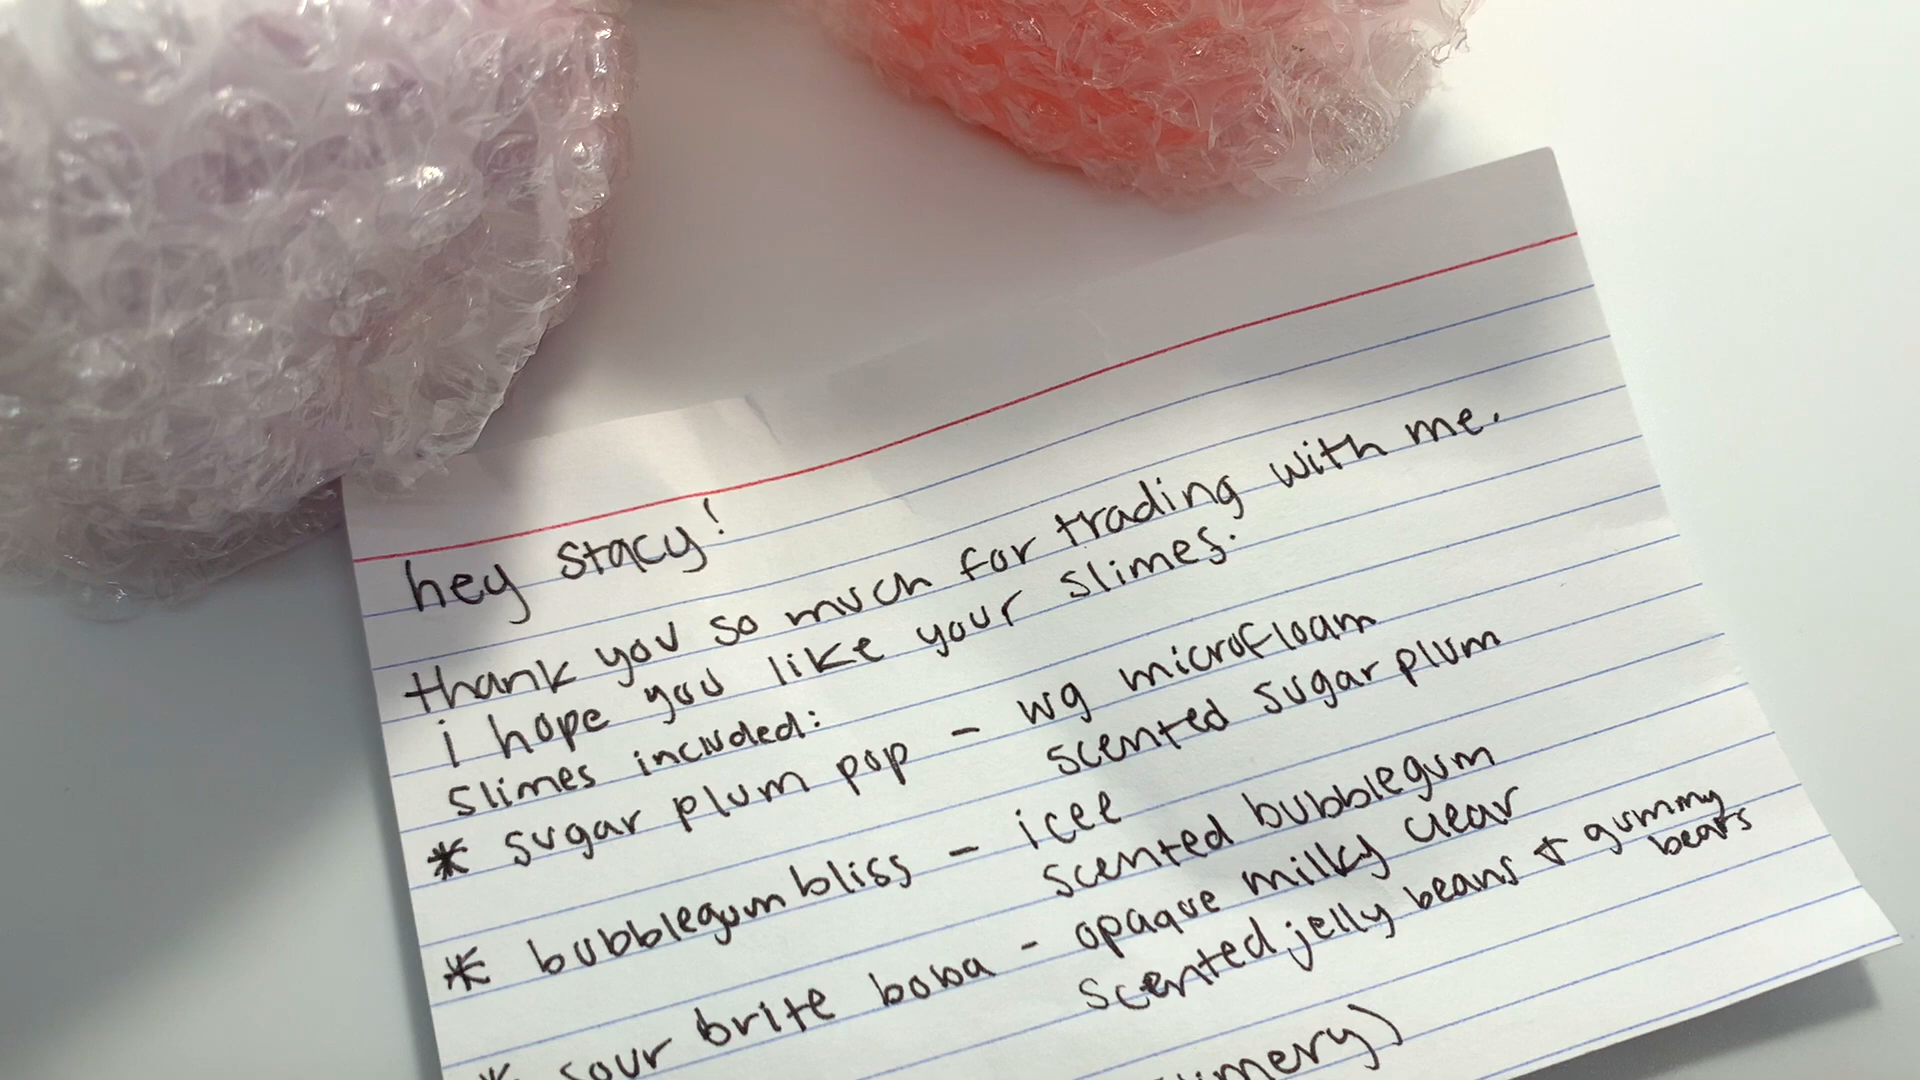 hey stacy!
thank you so much for trading with me.
i hope you like your slimes.
slimes included:
* sugar plum pop - wg microfloam
scented sugar plum
* bubblegum bliss - icee
scented bubblegum
* sour brite boba - opaque milky clear
scented jelly beans & gummy
bears